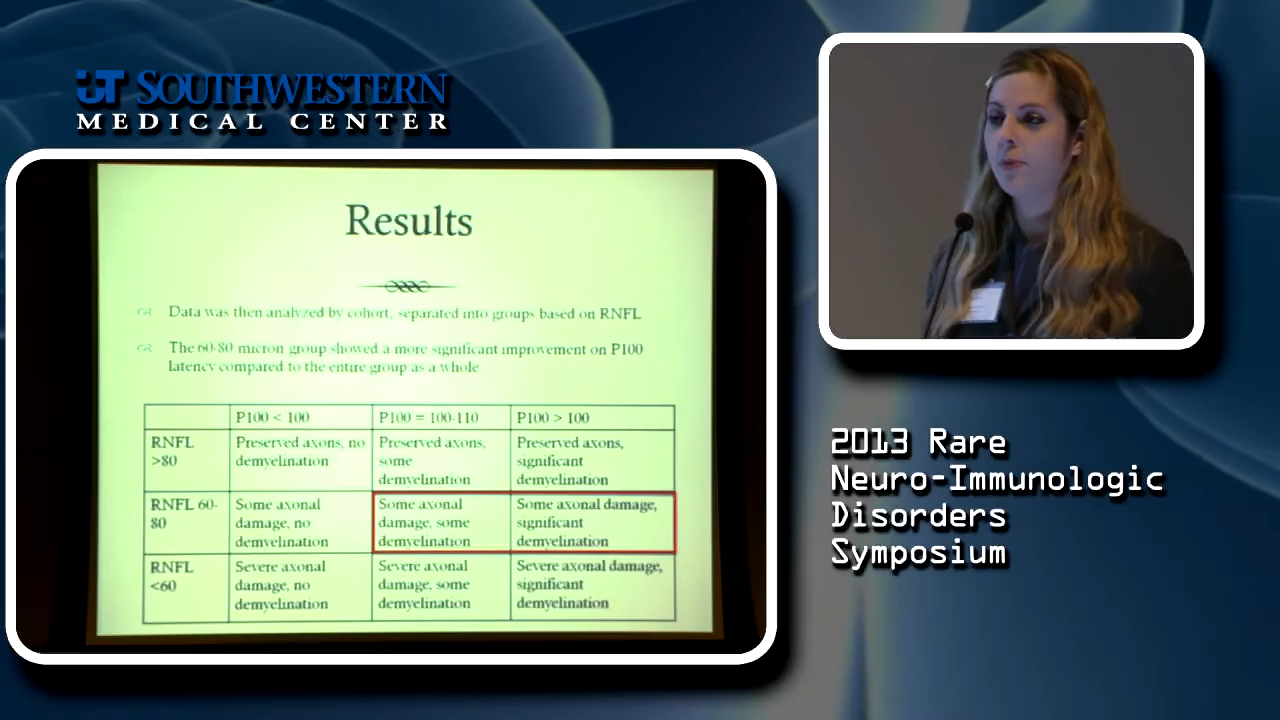 UT SOUTHWESTERN
MEDICAL CENTER
Results
Data was then analyzed by cohort, separated into groups based on RNFL
The 60-80 micron group showed a more significant improvement on P100
latency compared to the entire group as a whole
P100 < 100 P100 = 100-110 P100 > 100
RNFL >80 Preserved axons, no demyelination Preserved axons, some demyelination Preserved axons, significant demyelination
RNFL 60-80 Some axonal damage, no demyelination Some axonal damage, some demyelination Some axonal damage, significant demyelination
RNFL <60 Severe axonal damage, no demyelination Severe axonal damage, some demyelination Severe axonal damage, significant demyelination
2013 Rare
Neuro-Immunologic
Disorders
Symposium